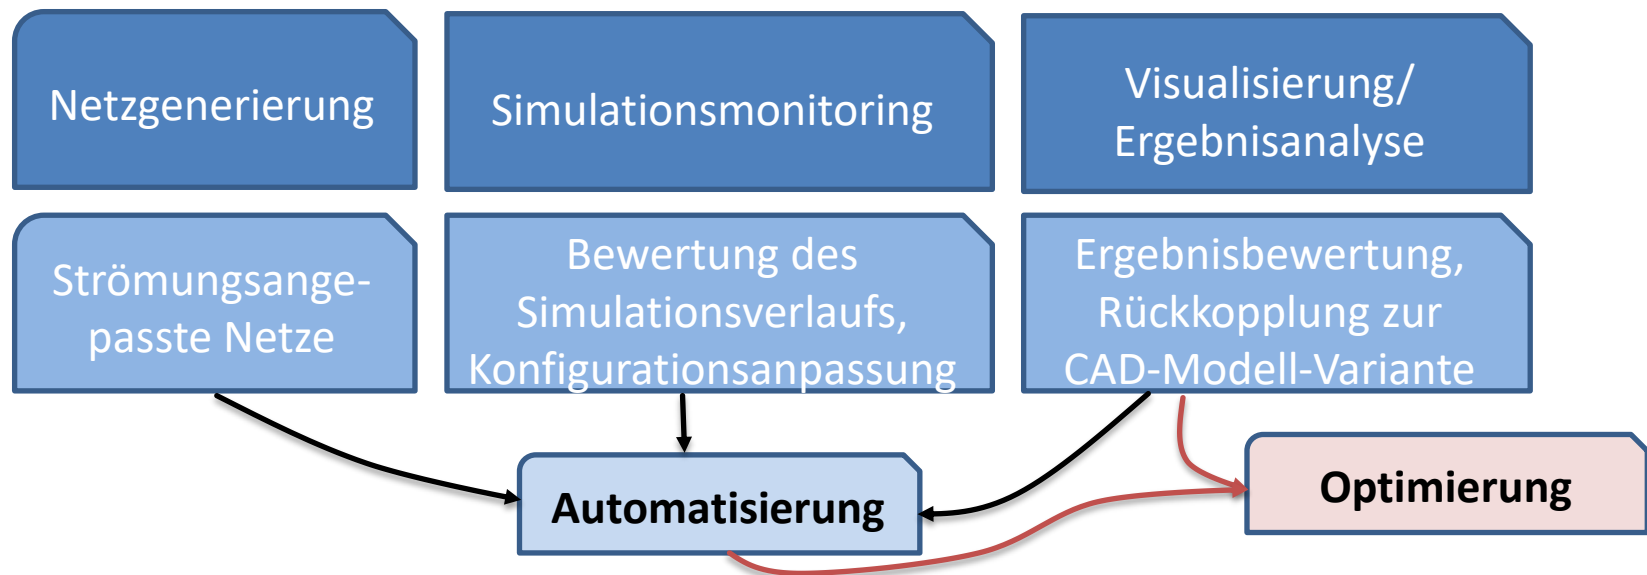 Netzgenerierung
Simulationsmonitoring
Visualisierung/
Ergebnisanalyse
Strömungsange-
passte Netze
Bewertung des
Simulationsverlaufs,
Konfigurationsanpassung
Ergebnisbewertung,
Rückkopplung zur
CAD-Modell-Variante
Automatisierung
Optimierung